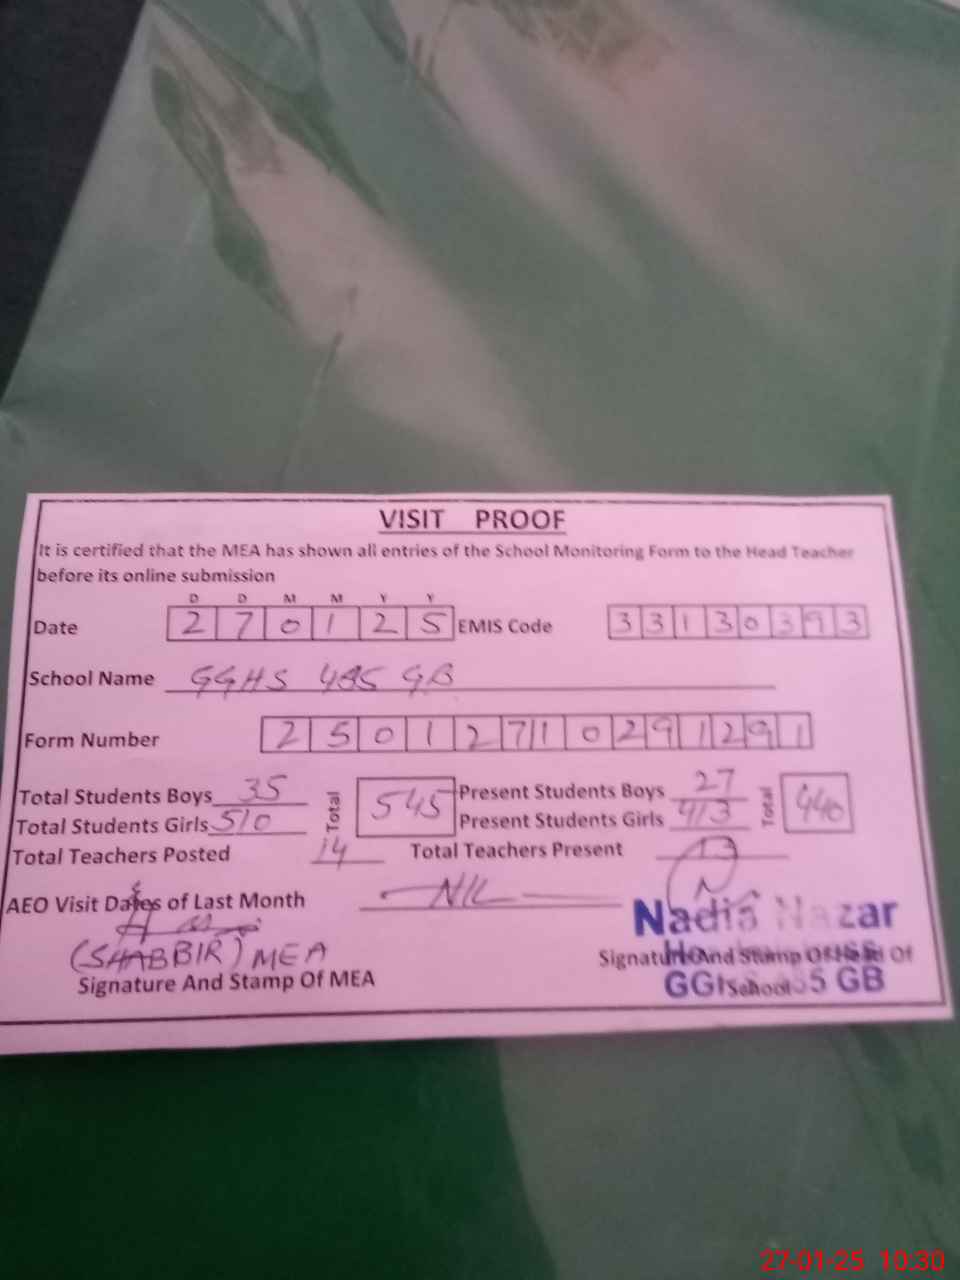 VISIT PROOF
It is certified that the MEA has shown all entries of the School Monitoring Form to the Head Teacher
before its online submission
D D M M Y Y
Date 2 7 0 1 2 5 EMIS Code 3 3 1 3 0 3 9 3
School Name GGHS 485 GB
Form Number 2 5 0 1 2 7 1 0 2 9 1 2 9 1
Total Students Boys 35 Total 545 Present Students Boys 27 Total 440
Total Students Girls 510 Present Students Girls 413
Total Teachers Posted 14 Total Teachers Present 13
AEO Visit Dates of Last Month NIL
Nadia Nazar
(SHABBIR) MEA
Signature And Stamp Of MEA
Signature And Stamp Of Head Of
School
GB
27-01-25 10:30